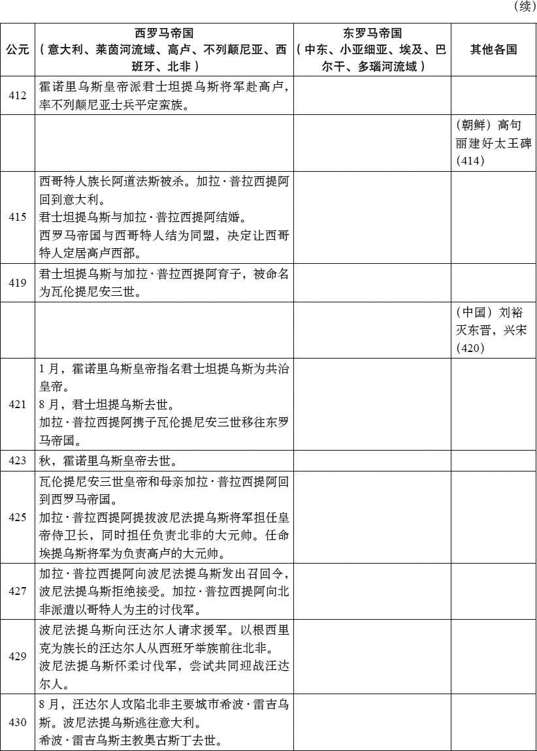 （续）
公元
西罗马帝国
（意大利、莱茵河流域、高卢、不列颠尼亚、西
班牙、北非）
东罗马帝国
（中东、小亚细亚、埃及、巴
尔干、多瑙河流域）
其他各国
412
霍诺里乌斯皇帝派君士坦提乌斯将军赴高卢，
率不列颠尼亚士兵平定蛮族。
（朝鲜）高句
丽建好太王碑
(414)
415
西哥特人族长阿道法斯被杀。加拉·普拉西提阿
回到意大利。
君士坦提乌斯与加拉·普拉西提阿结婚。
西罗马帝国与西哥特人结为同盟，决定让西哥
特人定居高卢西部。
419
君士坦提乌斯与加拉·普拉西提阿育子，被命名
为瓦伦提尼安三世。
（中国）刘裕
灭东晋，兴宋
(420)
421
1 月，霍诺里乌斯皇帝指名君士坦提乌斯为共治
皇帝。
8 月，君士坦提乌斯去世。
加拉·普拉西提阿携子瓦伦提尼安三世移往东罗
马帝国。
423
秋，霍诺里乌斯皇帝去世。
425
瓦伦提尼安三世皇帝和母亲加拉·普拉西提阿回
到西罗马帝国。
加拉·普拉西提阿提拔波尼法提乌斯将军担任皇
帝侍卫长，同时担任负责北非的大元帅。任命
埃提乌斯将军为负责高卢的大元帅。
427
加拉·普拉西提阿向波尼法提乌斯发出召回令，
波尼法提乌斯拒绝接受。加拉·普拉西提阿向北
非派遣以哥特人为主的讨伐军。
429
波尼法提乌斯向汪达尔人请求援军。以根西里
克为族长的汪达尔人从西班牙举族前往北非。
波尼法提乌斯怀柔讨伐军，尝试共同迎战汪达
尔人。
430
8 月，汪达尔人攻陷北非主要城市希波·雷吉乌
斯。波尼法提乌斯逃往意大利。
希波·雷吉乌斯主教奥古斯丁去世。